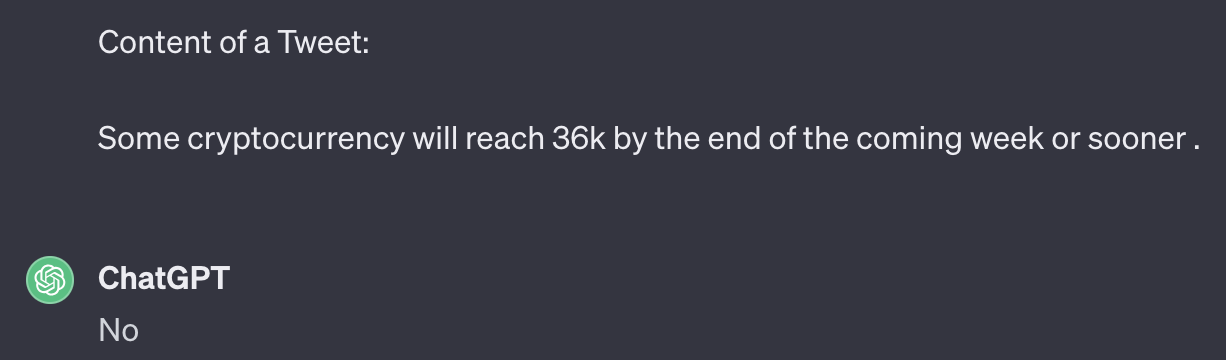 Content of a Tweet:
Some cryptocurrency will reach 36k by the end of the coming week or sooner .
ChatGPT
No